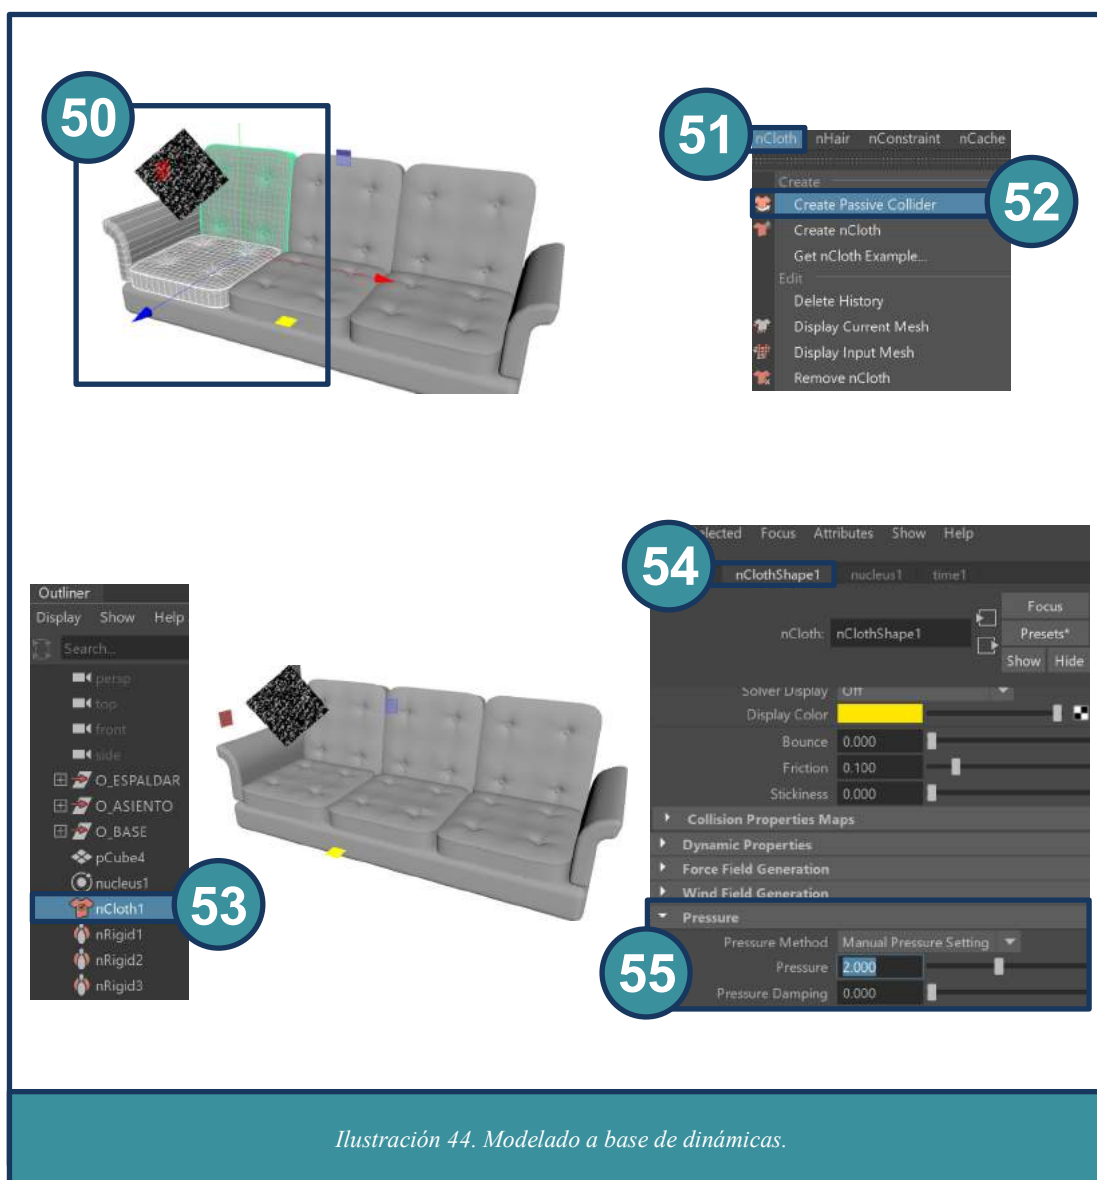 50
51
nCloth nHair nConstraint nCache
Create
52
Create Passive Collider
Create nCloth
Get nCloth Example...
Edit
Delete History
Display Current Mesh
Display Input Mesh
Remove nCloth
Outliner
Display Show Help
Search...
persp
top
front
side
O_ESPALDAR
O_ASIENTO
O_BASE
pCube4
nucleus1
nCloth1
53
nRigid1
nRigid2
nRigid3
54
Focus Attributes Show Help
nClothShape1 nucleus1 time1
Focus
nCloth: nClothShape1
Presets*
Show Hide
Solver Display Off
Display Color
Bounce 0.000
Friction 0.100
Stickiness 0.000
Collision Properties Maps
Dynamic Properties
Force Field Generation
Wind Field Generation
Pressure
Pressure Method Manual Pressure Setting
55
Pressure 2.000
Pressure Damping 0.000
Ilustración 44. Modelado a base de dinámicas.